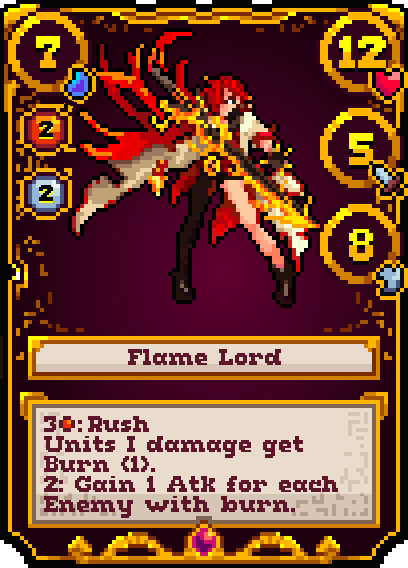 7
12
2
5
2
8
Flame Lord
3 : Rush
Units I damage get
Burn (1).
2: Gain 1 Atk for each
Enemy with burn.